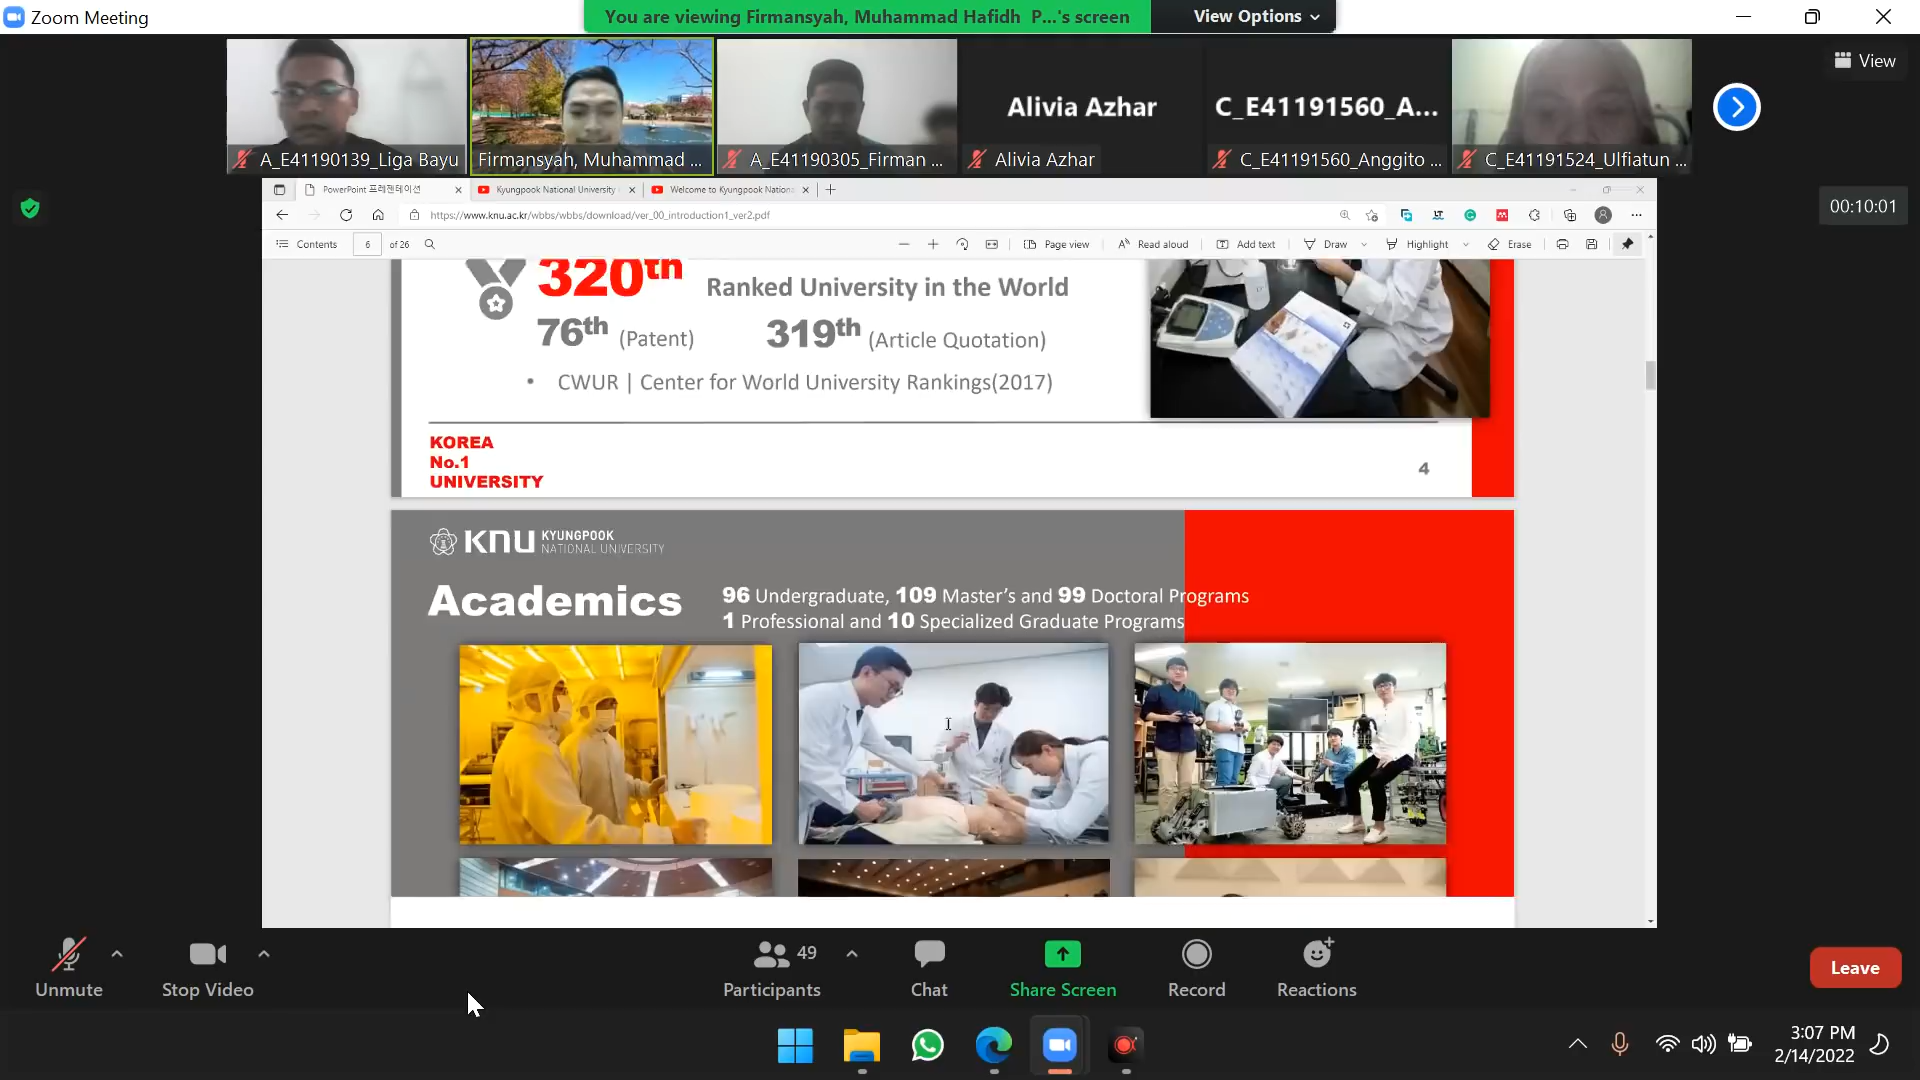 Zoom Meeting
You are viewing Firmansyah, Muhammad Hafidh P...'s screen
View Options
View
A_E41190139_Liga Bayu
Firmansyah, Muhammad ...
A_E41190305_Firman ...
Alivia Azhar
Alivia Azhar
C_E41191560_A...
C_E41191560_Anggito ...
C_E41191524_Ulfiatun ...
00:10:01
PowerPoint 프레젠테이션
Kyungpook National University
Welcome to Kyungpook Nationa
https://www.knu.ac.kr/wbbs/wbbs/download/ver_00_introduction1_ver2.pdf
Contents
6
of 26
Page view
Read aloud
Add text
Draw
Highlight
Erase
320th
Ranked University in the World
76th (Patent)
319th (Article Quotation)
• CWUR | Center for World University Rankings(2017)
KOREA
No.1
UNIVERSITY
4
KNU KYUNGPOOK
NATIONAL UNIVERSITY
Academics
96 Undergraduate, 109 Master's and 99 Doctoral Programs
1 Professional and 10 Specialized Graduate Programs
Unmute
Stop Video
49
Participants
Chat
Share Screen
Record
Reactions
Leave
3:07 PM
2/14/2022